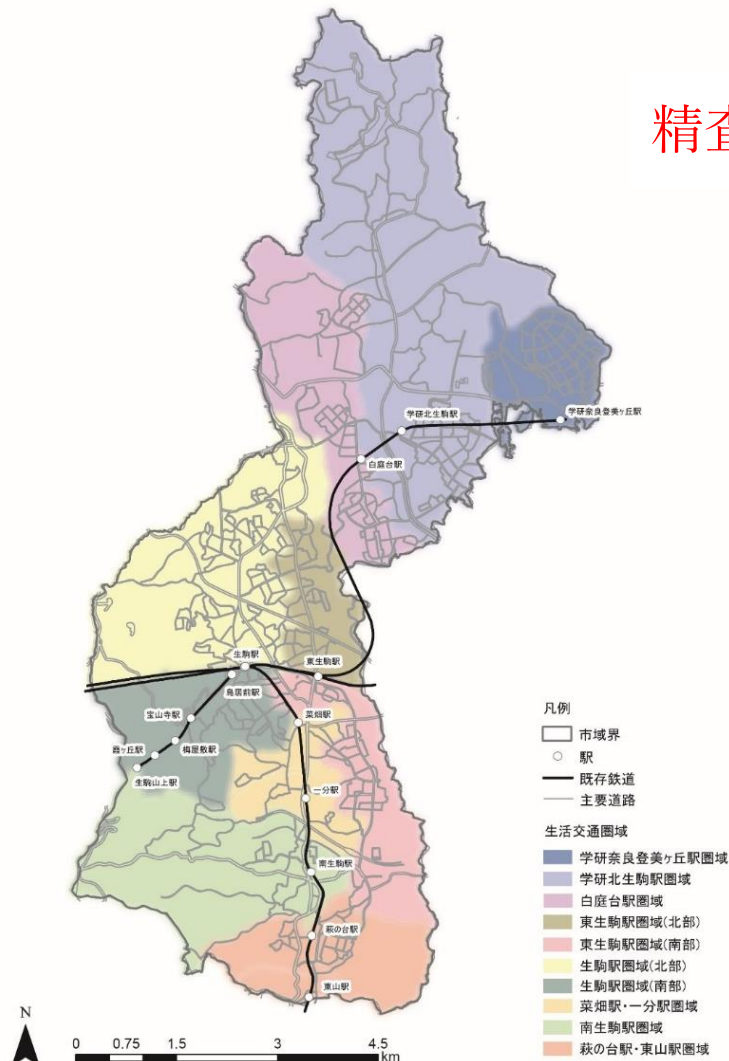 精査
学研北生駒駅
学研奈良登美ヶ丘駅
白庭台駅
生駒駅
東生駒駅
鳥居前駅
宝山寺駅
菜畑駅
霞ヶ丘駅
梅屋敷駅
生駒山上駅
一分駅
南生駒駅
萩の台駅
東山駅
凡例
市域界
駅
既存鉄道
主要道路
生活交通圏域
学研奈良登美ヶ丘駅圏域
学研北生駒駅圏域
白庭台駅圏域
東生駒駅圏域(北部)
東生駒駅圏域(南部)
生駒駅圏域(北部)
生駒駅圏域(南部)
菜畑駅・一分駅圏域
南生駒駅圏域
萩の台駅・東山駅圏域
N
0 0.75 1.5 3 4.5
km